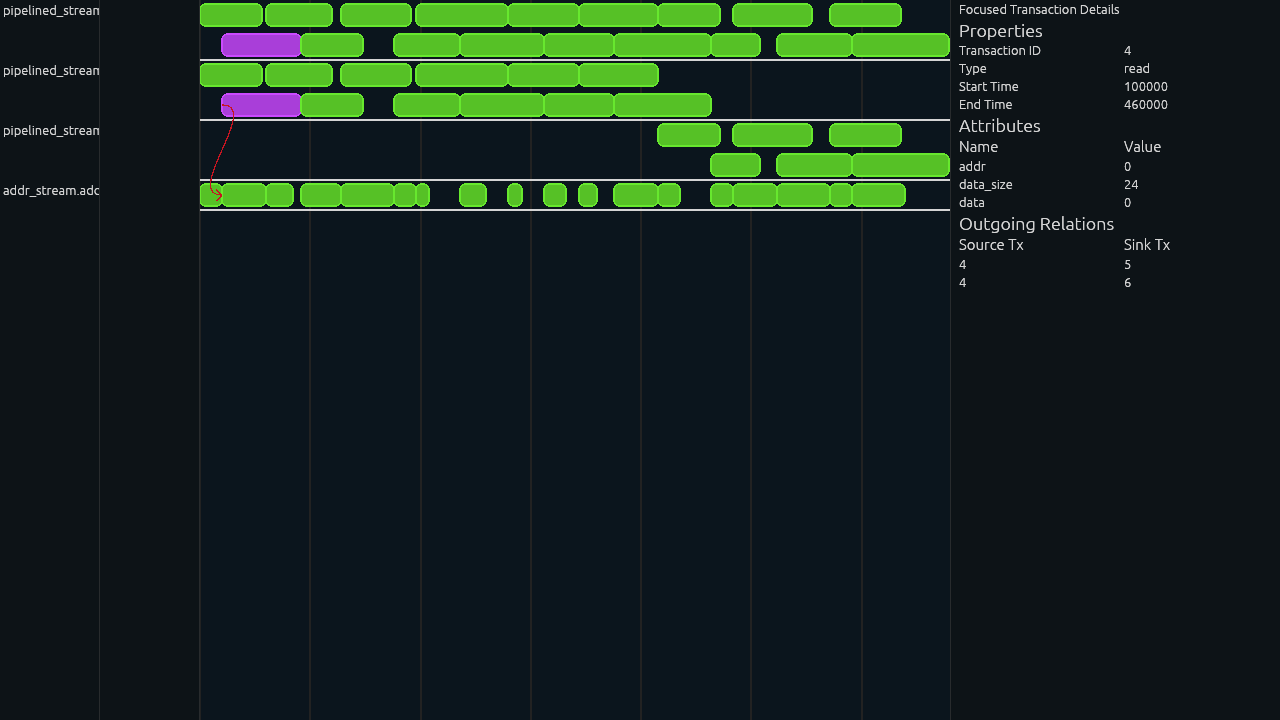 pipelined_stream
pipelined_stream
pipelined_stream
addr_stream.adc
Focused Transaction Details
Properties
Transaction ID 4
Type read
Start Time 100000
End Time 460000
Attributes
Name Value
addr 0
data_size 24
data 0
Outgoing Relations
Source Tx Sink Tx
4 5
4 6